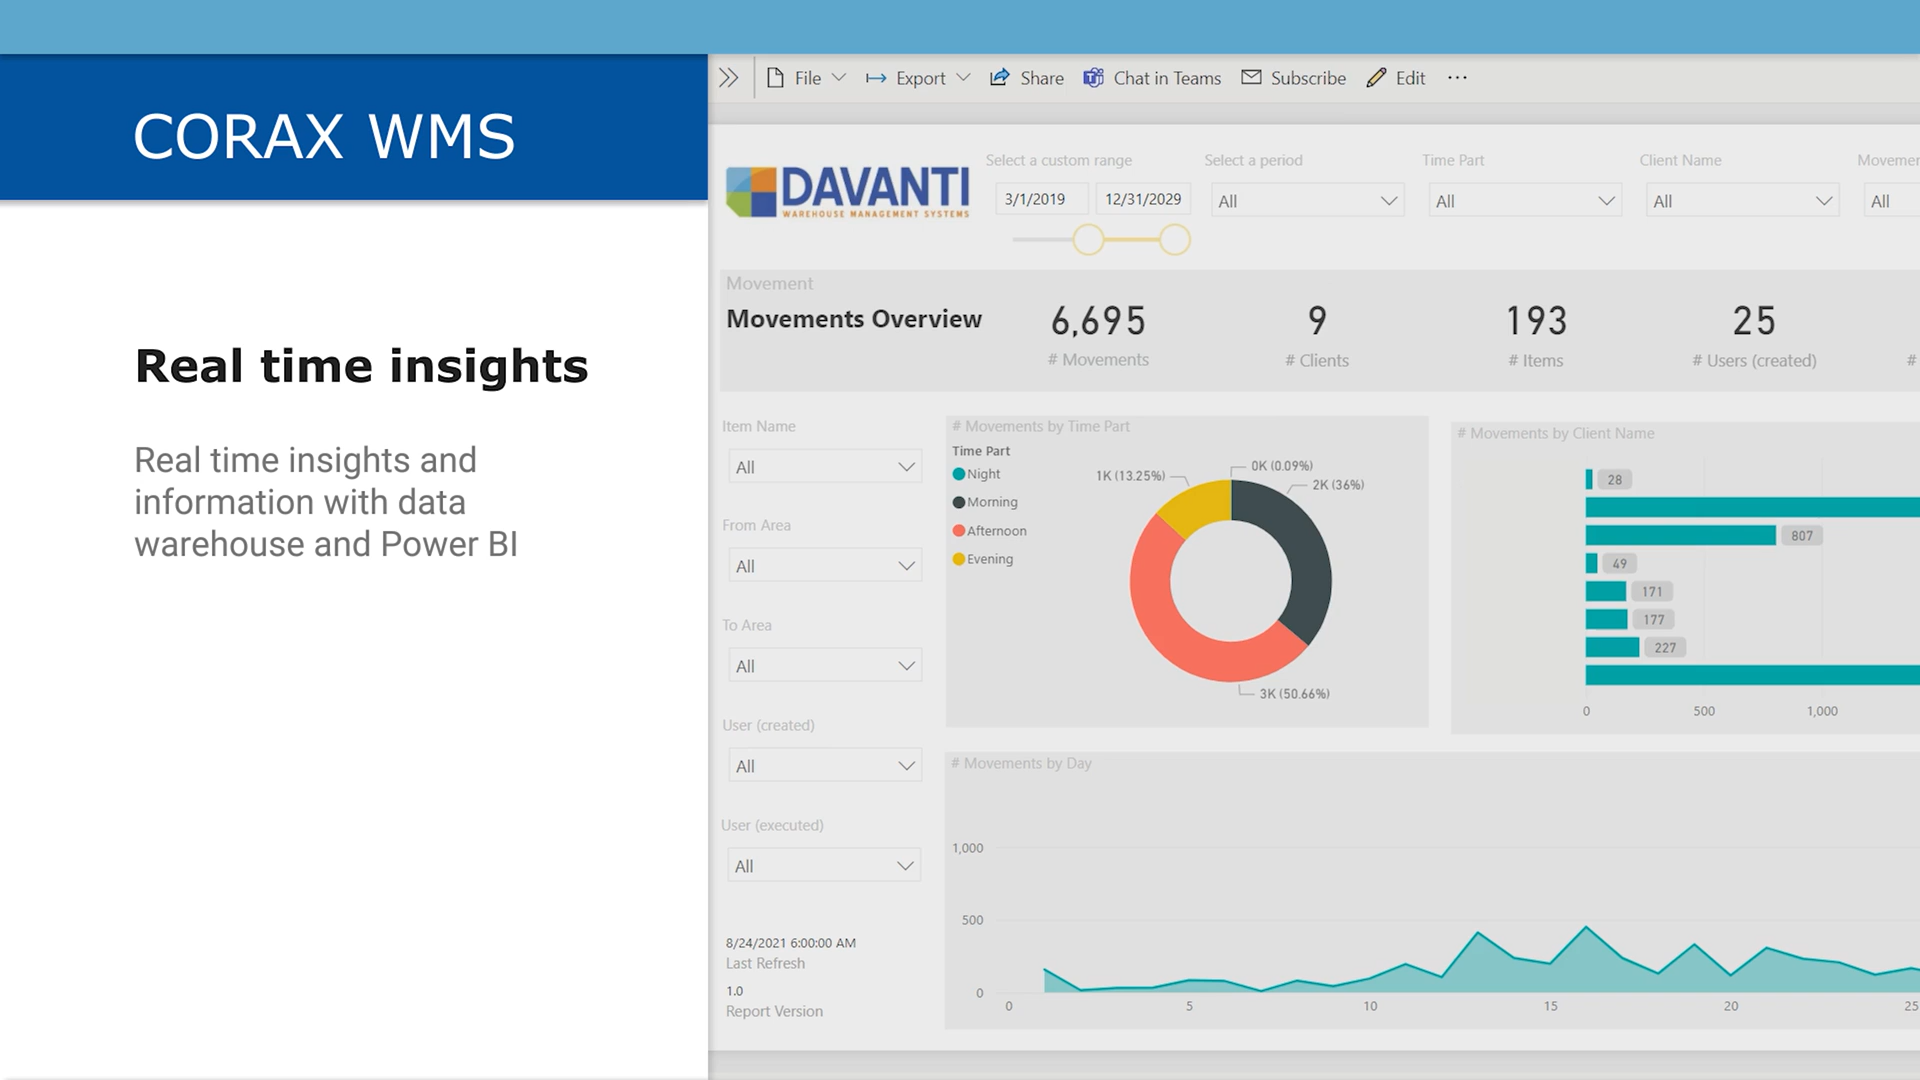 CORAX WMS
Real time insights
Real time insights and
information with data
warehouse and Power BI
File Export Share Chat in Teams Subscribe Edit ...
DAVANTI
WAREHOUSE MANAGEMENT SYSTEMS
Select a custom range
3/1/2019 12/31/2029
Select a period
All
Time Part
All
Client Name
All
Movemen
All
Movement
Movements Overview
6,695
# Movements
9
# Clients
193
# Items
25
# Users (created)
#
Item Name
All
From Area
All
To Area
All
User (created)
All
User (executed)
All
8/24/2021 6:00:00 AM
Last Refresh
1.0
Report Version
# Movements by Time Part
Time Part
Night
Morning
Afternoon
Evening
1K (13.25%)
0K (0.09%)
2K (36%)
3K (50.66%)
# Movements by Client Name
28
807
49
171
177
227
0 500 1,000
# Movements by Day
1,000
500
0
0 5 10 15 20 25